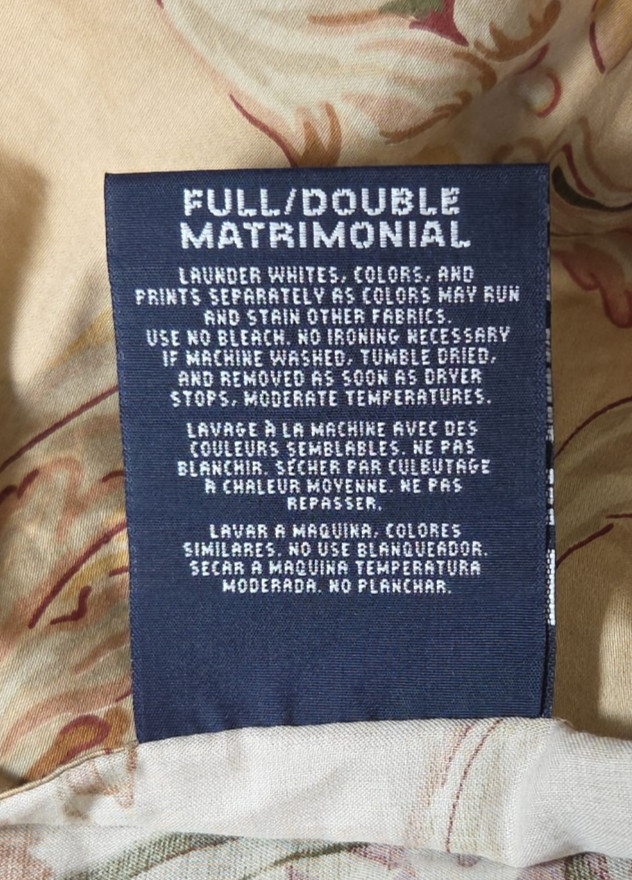 FULL/DOUBLE
MATRIMONIAL
LAUNDER WHITES, COLORS, AND
PRINTS SEPARATELY AS COLORS MAY RUN
AND STAIN OTHER FABRICS.
USE NO BLEACH. NO IRONING NECESSARY
IF MACHINE WASHED, TUMBLE DRIED,
AND REMOVED AS SOON AS DRYER
STOPS, MODERATE TEMPERATURES.
LAVAGE À LA MACHINE AVEC DES
COULEURS SEMBLABLES. NE PAS
BLANCHIR. SÉCHER PAR CULBUTAGE
A CHALEUR MOYENNE. NE PAS
REPASSER.
LAVAR A MAQUINA, COLORES
SIMILARES. NO USE BLANQUEADOR.
SECAR A MAQUINA TEMPERATURA
MODERADA. NO PLANCHAR.